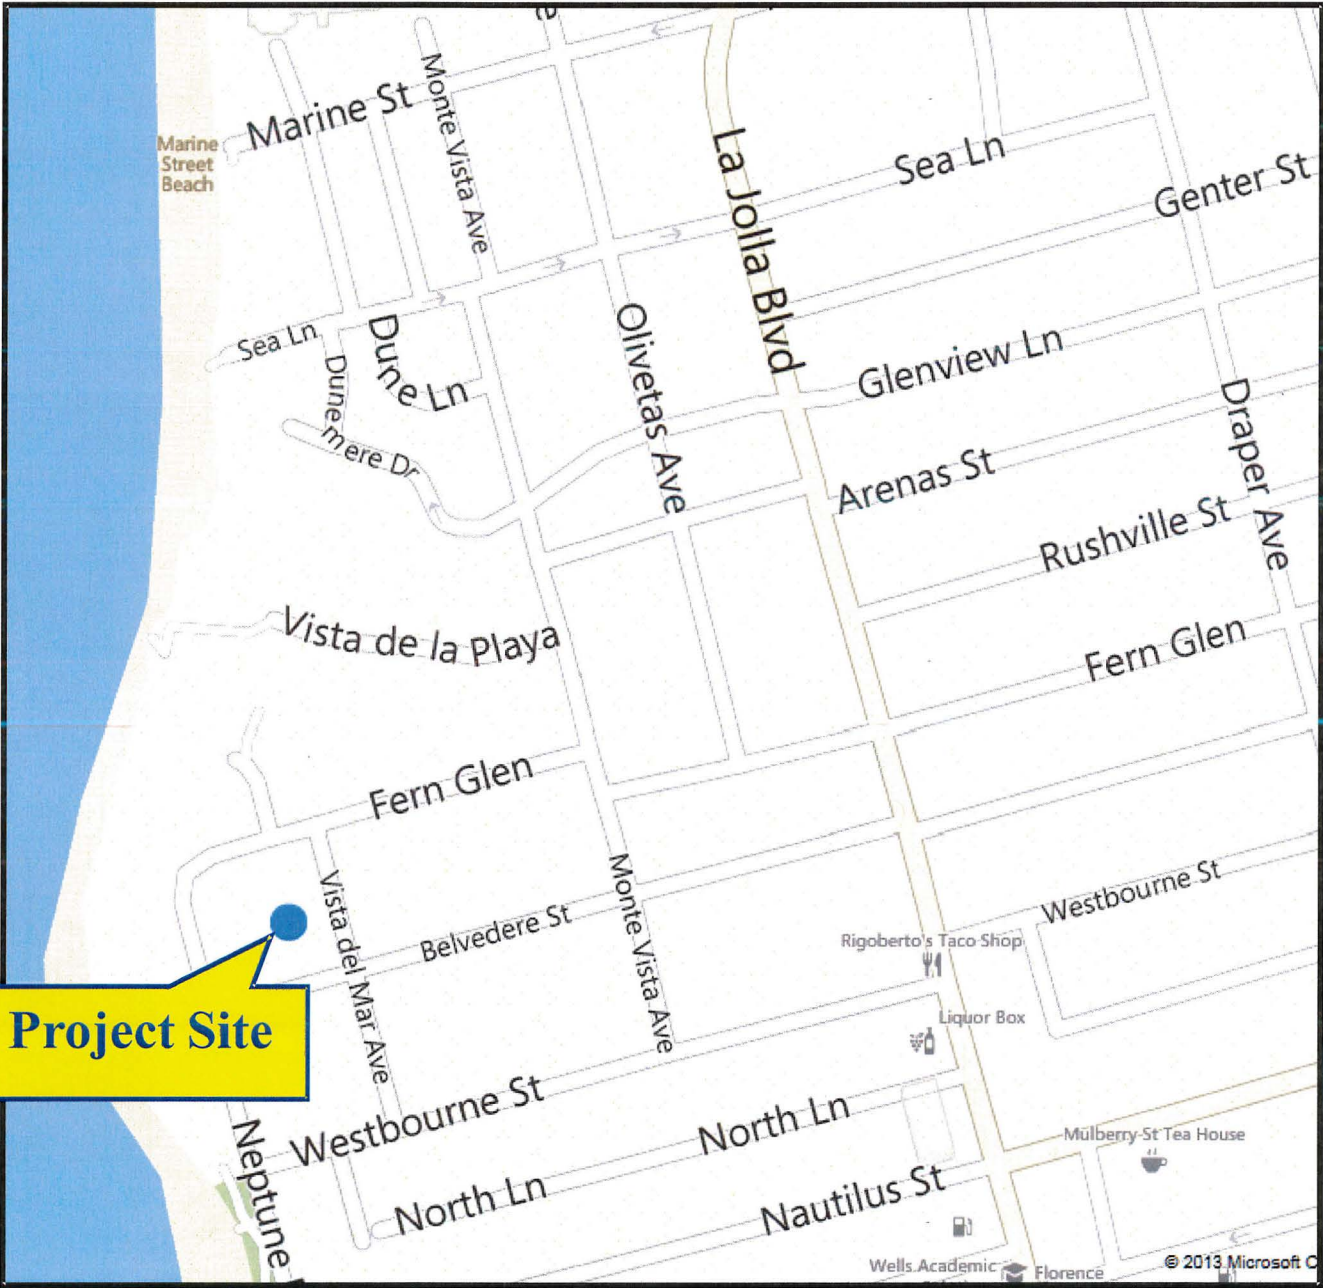 Marine St
Monte Vista Ave
Marine
Street
Beach
La Jolla Blvd
Sea Ln
Genter St
Sea Ln
Dune Ln
Dunemere Dr
Olivetas Ave
Glenview Ln
Draper Ave
Arenas St
Rushville St
Vista de la Playa
Fern Glen
Fern Glen
Vista del Mar Ave
Belvedere St
Monte Vista Ave
Westbourne St
Rigoberto's Taco Shop
Liquor Box
Project Site
Westbourne St
Neptune
North Ln
North Ln
Mulberry St Tea House
Nautilus St
Wells Academic
Florence
© 2013 Microsoft C